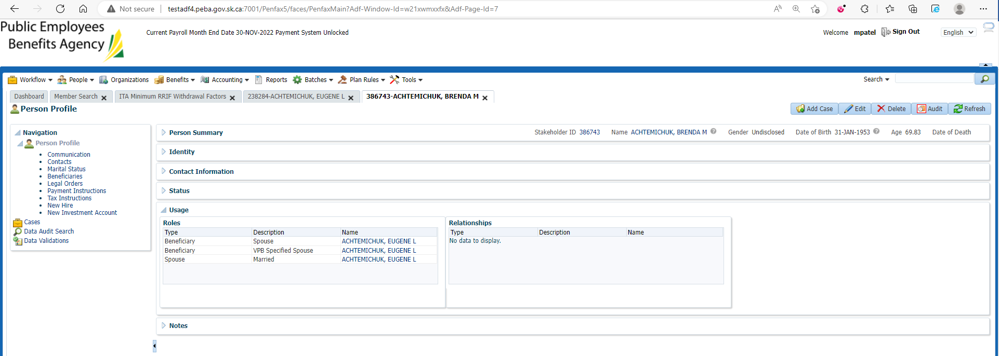 Not secure
testadf4.peba.gov.sk.ca:7001/Penfax5/faces/PenfaxMain?Adf-Window-Id=w21xwmxxfx&Adf-Page-Id=7
Public Employees
Benefits Agency
Current Payroll Month End Date 30-NOV-2022 Payment System Unlocked
Welcome mpatel Sign Out English
Workflow People Organizations Benefits Accounting Reports Batches Plan Rules Tools Search
Dashboard Member Search ITA Minimum RRIF Withdrawal Factors 238284-ACHTEMICHUK, EUGENE L 386743-ACHTEMICHUK, BRENDA M
Person Profile
Add Case Edit Delete Audit Refresh
Navigation
Person Profile
Communication
Contacts
Marital Status
Beneficiaries
Legal Orders
Payment Instructions
Tax Instructions
New Hire
New Investment Account
Cases
Data Audit Search
Data Validations
Person Summary Stakeholder ID 386743 Name ACHTEMICHUK, BRENDA M Gender Undisclosed Date of Birth 31-JAN-1953 Age 69.83 Date of Death
Identity
Contact Information
Status
Usage
Roles
Type Description Name
Beneficiary Spouse ACHTEMICHUK, EUGENE L
Beneficiary VPB Specified Spouse ACHTEMICHUK, EUGENE L
Spouse Married ACHTEMICHUK, EUGENE L
Relationships
Type Description Name
No data to display.
Notes